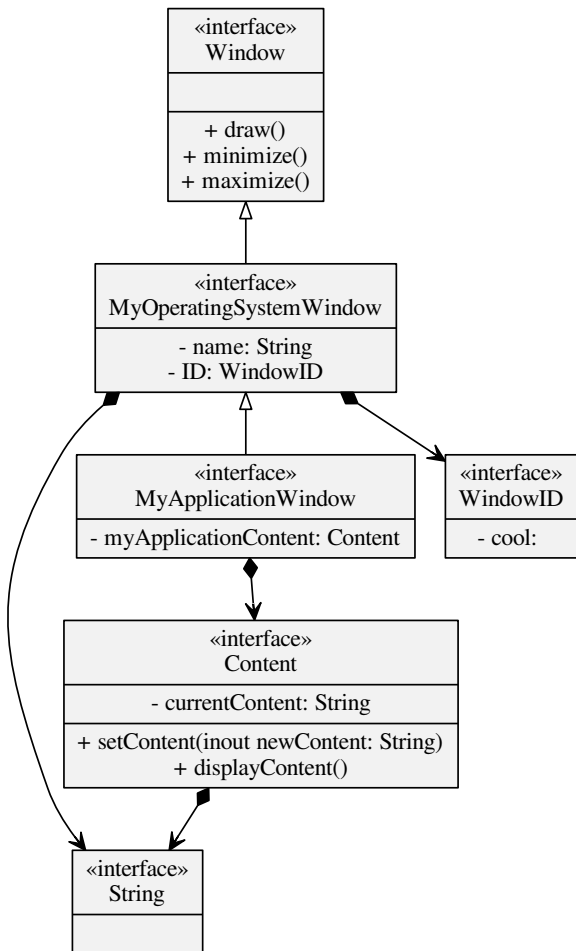 «interface»
Window
+ draw()
+ minimize()
+ maximize()
«interface»
MyOperatingSystemWindow
- name: String
- ID: WindowID
«interface»
MyApplicationWindow
- myApplicationContent: Content
«interface»
WindowID
- cool:
«interface»
Content
- currentContent: String
+ setContent(inout newContent: String)
+ displayContent()
«interface»
String